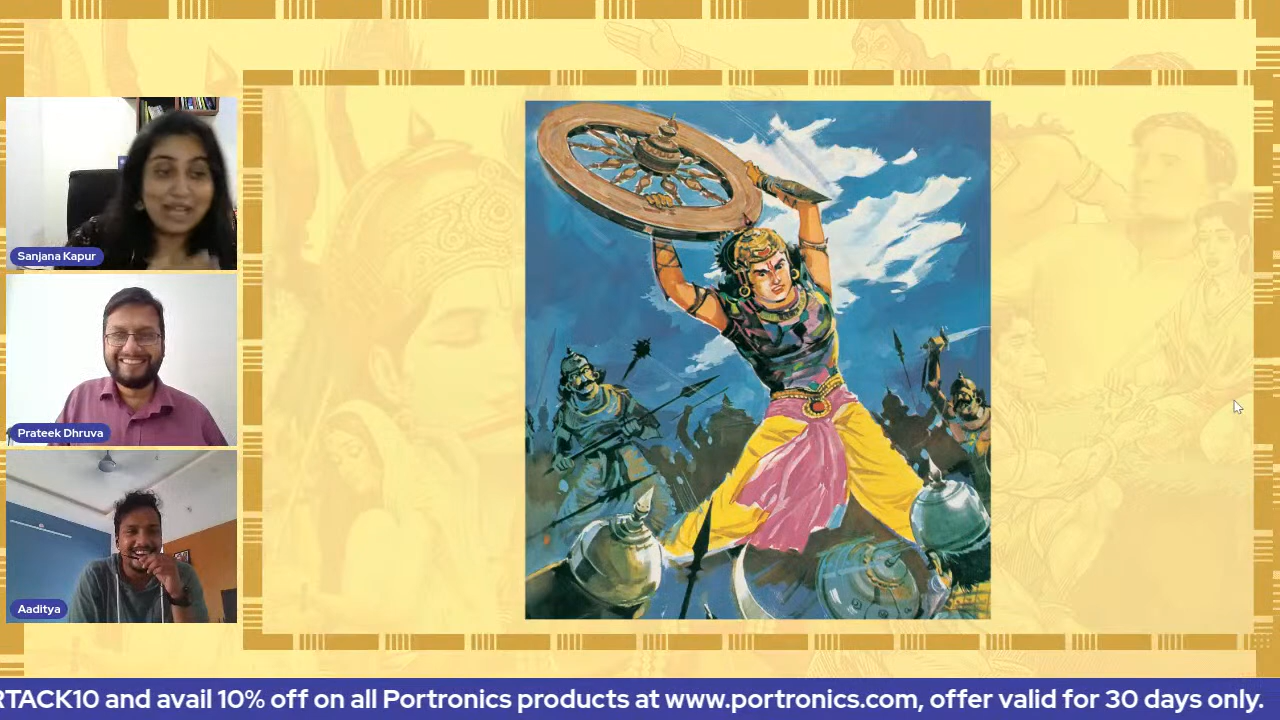 Sanjana Kapur
Prateek Dhruva
Aaditya
RTACK10 and avail 10% off on all Portronics products at www.portronics.com, offer valid for 30 days only.